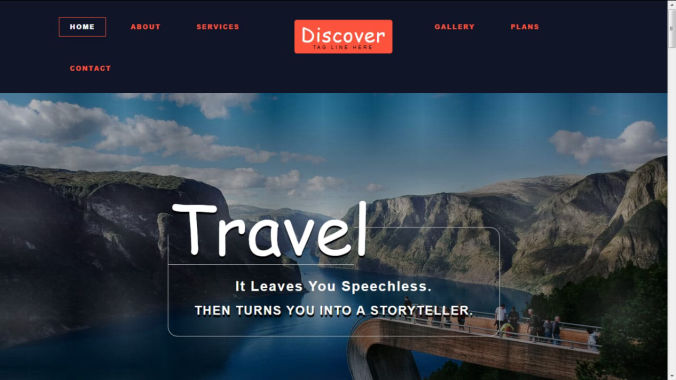 HOME ABOUT SERVICES Discover GALLERY PLANS
TAG LINE HERE
CONTACT
Travel
It Leaves You Speechless.
THEN TURNS YOU INTO A STORYTELLER.